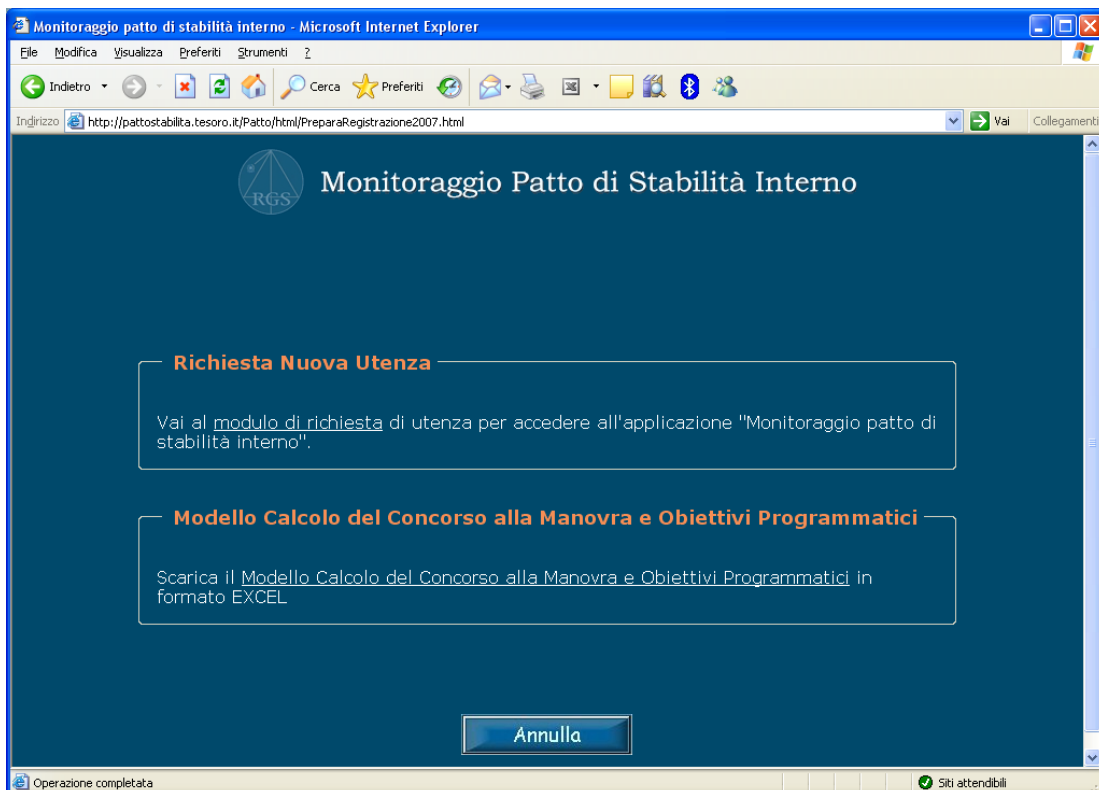 Monitoraggio patto di stabilità interno - Microsoft Internet Explorer
File Modifica Visualizza Preferiti Strumenti ?
Indietro Cerca Preferiti
Indirizzo http://pattostabilita.tesoro.it/Patto/html/PreparaRegistrazione2007.html Vai Collegamenti
RGS Monitoraggio Patto di Stabilità Interno
Richiesta Nuova Utenza
Vai al modulo di richiesta di utenza per accedere all'applicazione "Monitoraggio patto di
stabilità interno".
Modello Calcolo del Concorso alla Manovra e Obiettivi Programmatici
Scarica il Modello Calcolo del Concorso alla Manovra e Obiettivi Programmatici in
formato EXCEL
Annulla
Operazione completata Siti attendibili